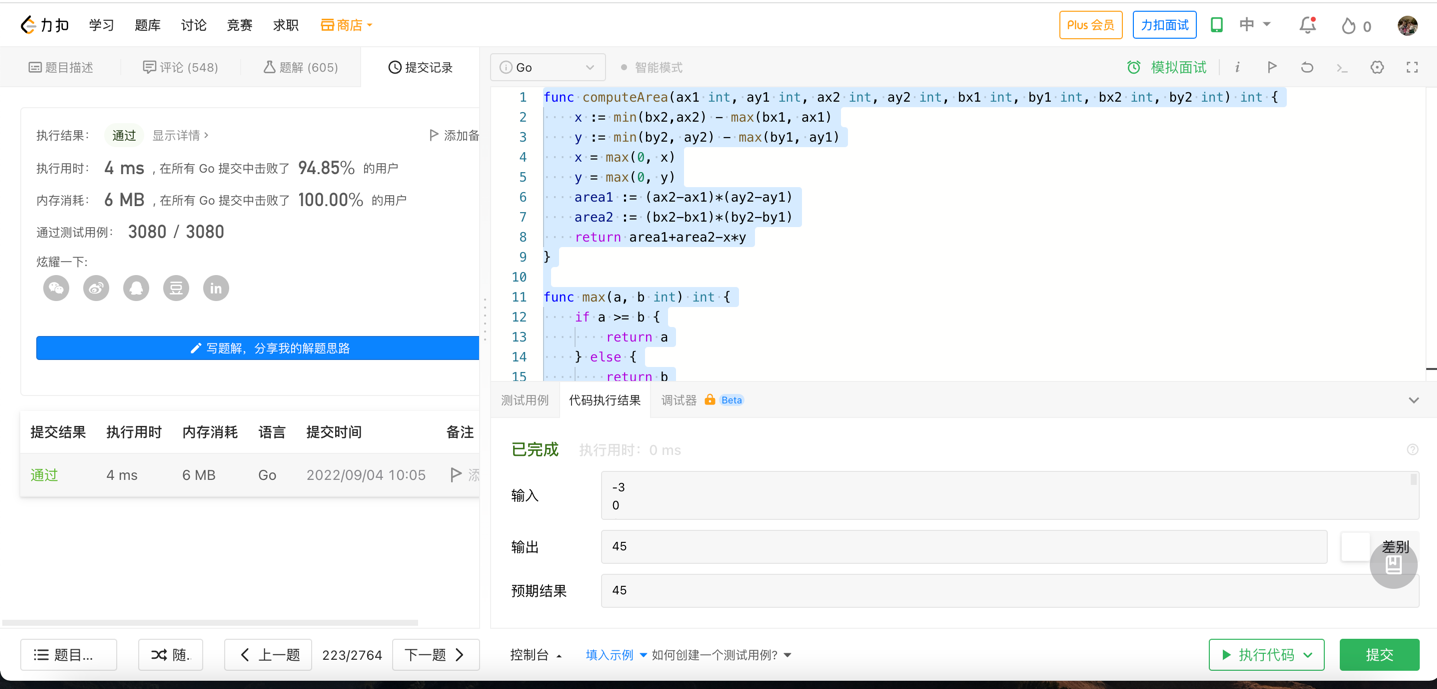 力扣 学习 题库 讨论 竞赛 求职 商店 Plus 会员 力扣面试 中 0
题目描述 评论 (548) 题解 (605) 提交记录
Go 智能模式 模拟面试 i
执行结果： 通过 显示详情 > 添加备
执行用时： 4 ms , 在所有 Go 提交中击败了 94.85% 的用户
内存消耗： 6 MB , 在所有 Go 提交中击败了 100.00% 的用户
通过测试用例： 3080 / 3080
炫耀一下:
豆 in
写题解，分享我的解题思路
提交结果 执行用时 内存消耗 语言 提交时间 备注
通过 4 ms 6 MB Go 2022/09/04 10:05 添
1 func computeArea(ax1 int, ay1 int, ax2 int, ay2 int, bx1 int, by1 int, bx2 int, by2 int) int {
2 x := min(bx2,ax2) - max(bx1, ax1)
3 y := min(by2, ay2) - max(by1, ay1)
4 x = max(0, x)
5 y = max(0, y)
6 area1 := (ax2-ax1)*(ay2-ay1)
7 area2 := (bx2-bx1)*(by2-by1)
8 return area1+area2-x*y
9 }
10
11 func max(a, b int) int {
12 if a >= b {
13 return a
14 } else {
15 return b
测试用例 代码执行结果 调试器 Beta
已完成 执行用时：0 ms
输入
-3
0
输出 45 差别
预期结果 45
题目... 随. 上一题 223/2764 下一题
控制台 填入示例 如何创建一个测试用例? 执行代码 提交